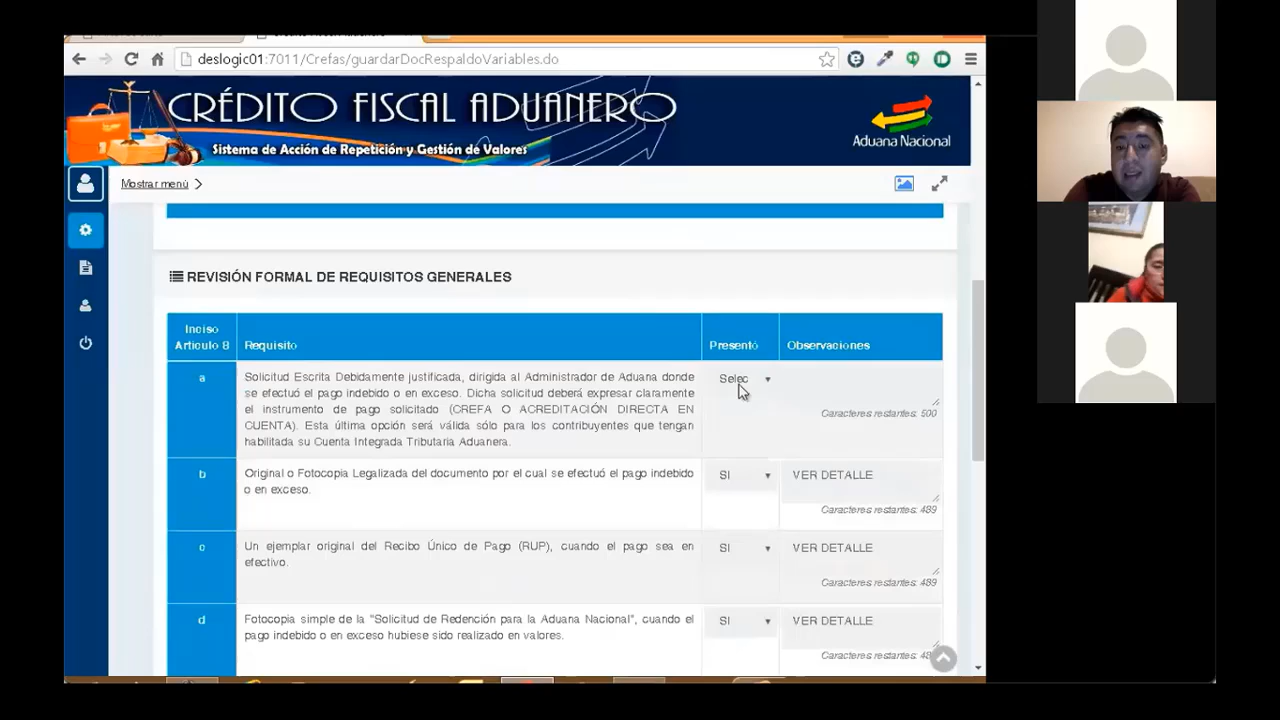 deslogic01:7011/Crefas/guardarDocRespaldoVariables.do
CRÉDITO FISCAL ADUANERO
Sistema de Acción de Repetición y Gestión de Valores
Aduana Nacional
Mostrar menú
REVISIÓN FORMAL DE REQUISITOS GENERALES
Inciso
Articulo 8
Requisito
Presentó
Observaciones
a
Solicitud Escrita Debidamente justificada, dirigida al Administrador de Aduana donde
se efectuó el pago indebido o en exceso. Dicha solicitud deberá expresar claramente
el instrumento de pago solicitado (CREFA O ACREDITACIÓN DIRECTA EN
CUENTA). Esta última opción será válida sólo para los contribuyentes que tengan
habilitada su Cuenta Integrada Tributaria Aduanera.
Selec
Caracteres restantes: 500
b
Original o Fotocopia Legalizada del documento por el cual se efectuó el pago indebido
o en exceso.
SI
VER DETALLE
Caracteres restantes: 489
c
Un ejemplar original del Recibo Único de Pago (RUP), cuando el pago sea en
efectivo.
SI
VER DETALLE
Caracteres restantes: 489
d
Fotocopia simple de la "Solicitud de Redención para la Aduana Nacional", cuando el
pago indebido o en exceso hubiese sido realizado en valores.
SI
VER DETALLE
Caracteres restantes: